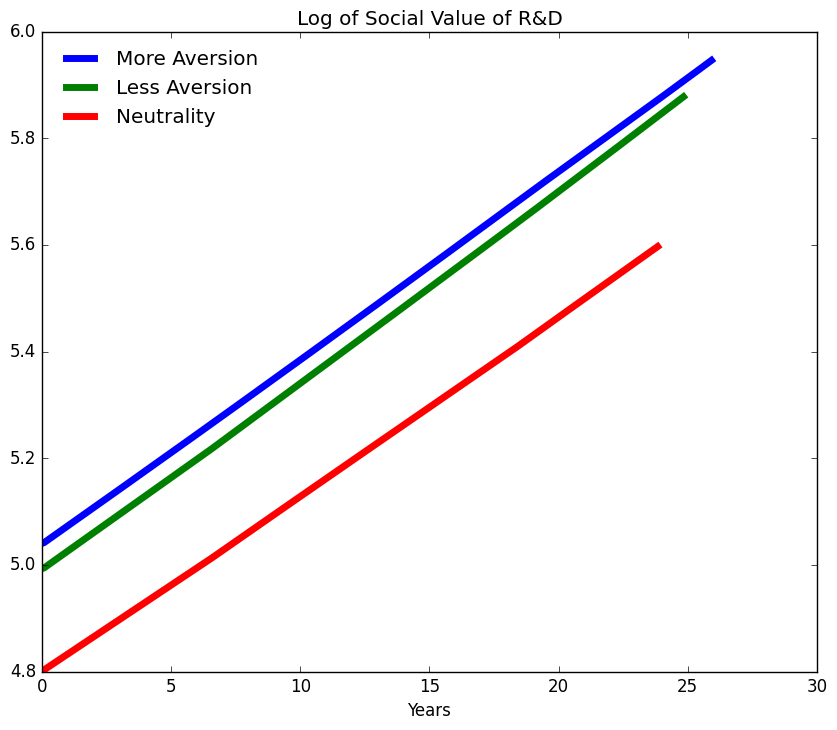 Log of Social Value of R&D
6.0
More Aversion
Less Aversion
Neutrality
5.8
5.6
5.4
5.2
5.0
4.8
0 5 10 15 20 25 30
Years